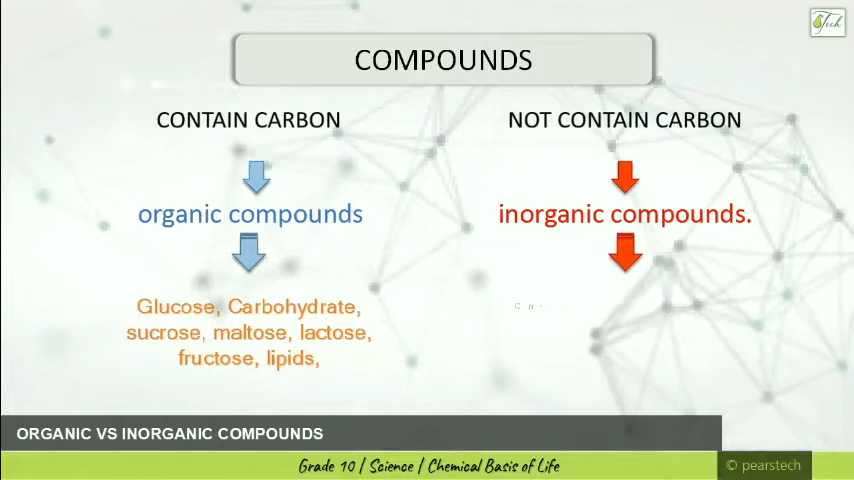 Tech
COMPOUNDS
CONTAIN CARBON
NOT CONTAIN CARBON
organic compounds
inorganic compounds.
Glucose, Carbohydrate,
sucrose, maltose, lactose,
fructose, lipids,
ORGANIC VS INORGANIC COMPOUNDS
Grade 10 / Science / Chemical Basis of Life
© pearstech